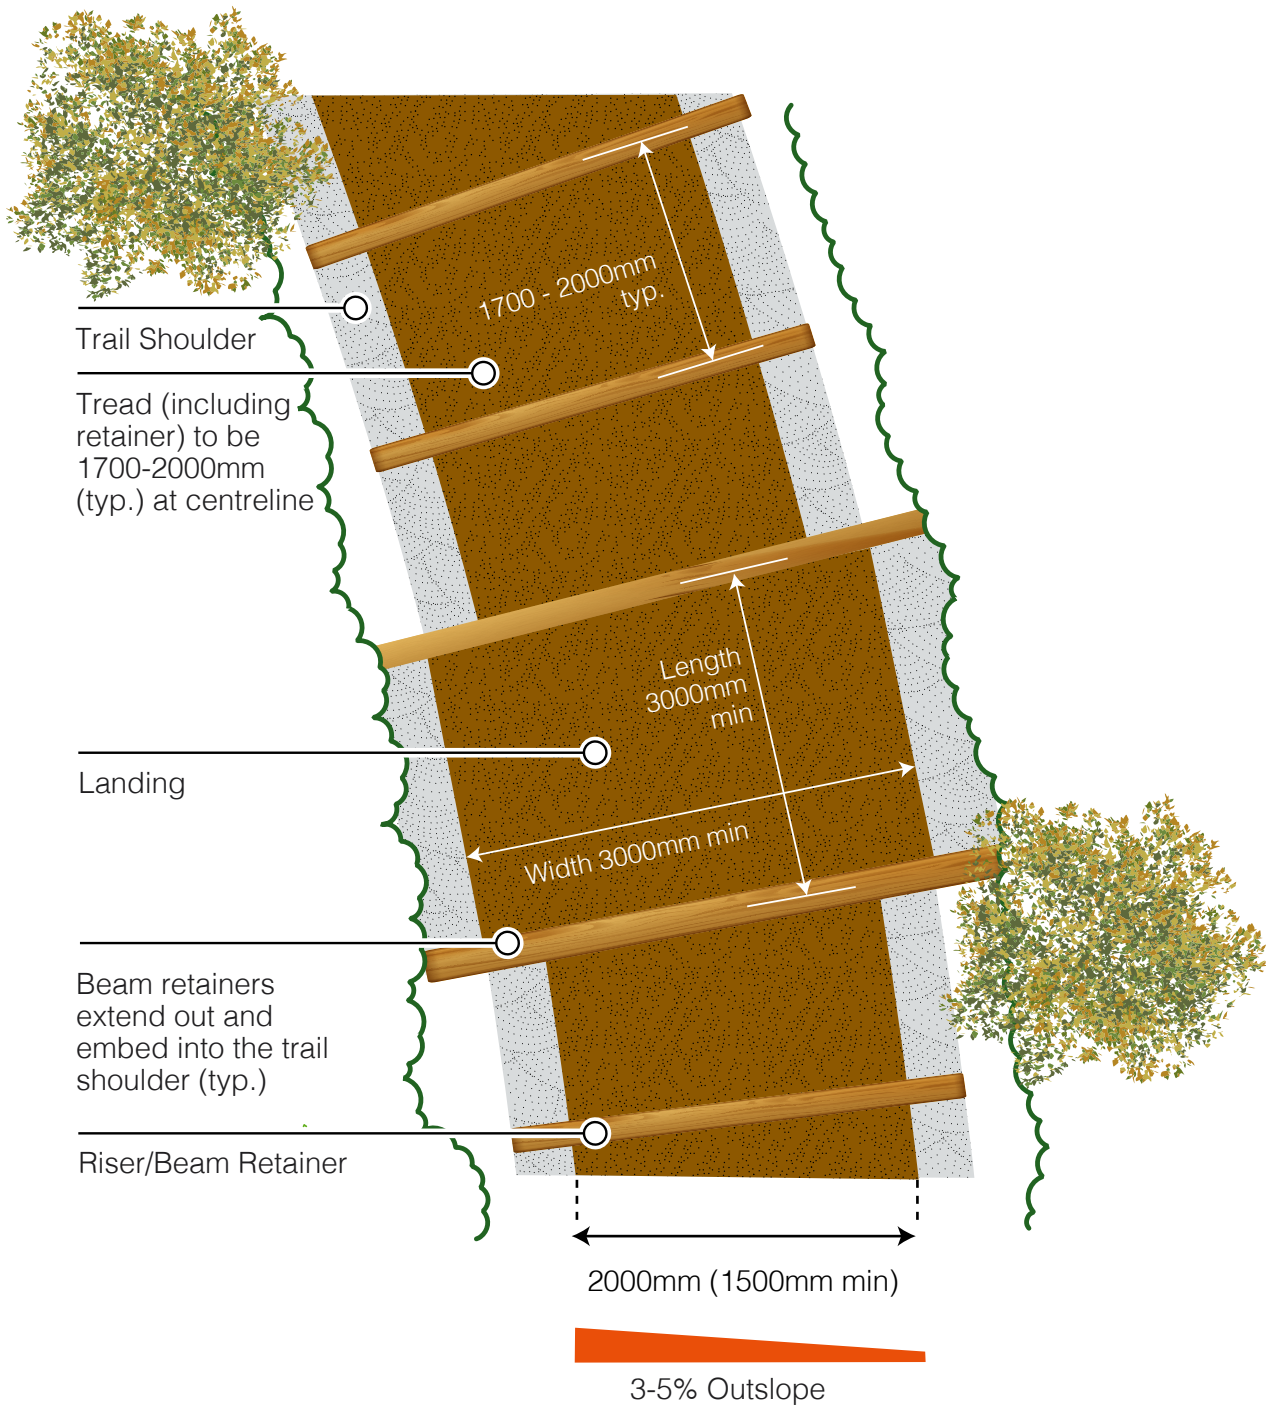 1700 - 2000mm
typ.
Trail Shoulder
Tread (including
retainer) to be
1700-2000mm
(typ.) at centreline
Length
3000mm
min
Landing
Width 3000mm min
Beam retainers
extend out and
embed into the trail
shoulder (typ.)
Riser/Beam Retainer
2000mm (1500mm min)
3-5% Outslope